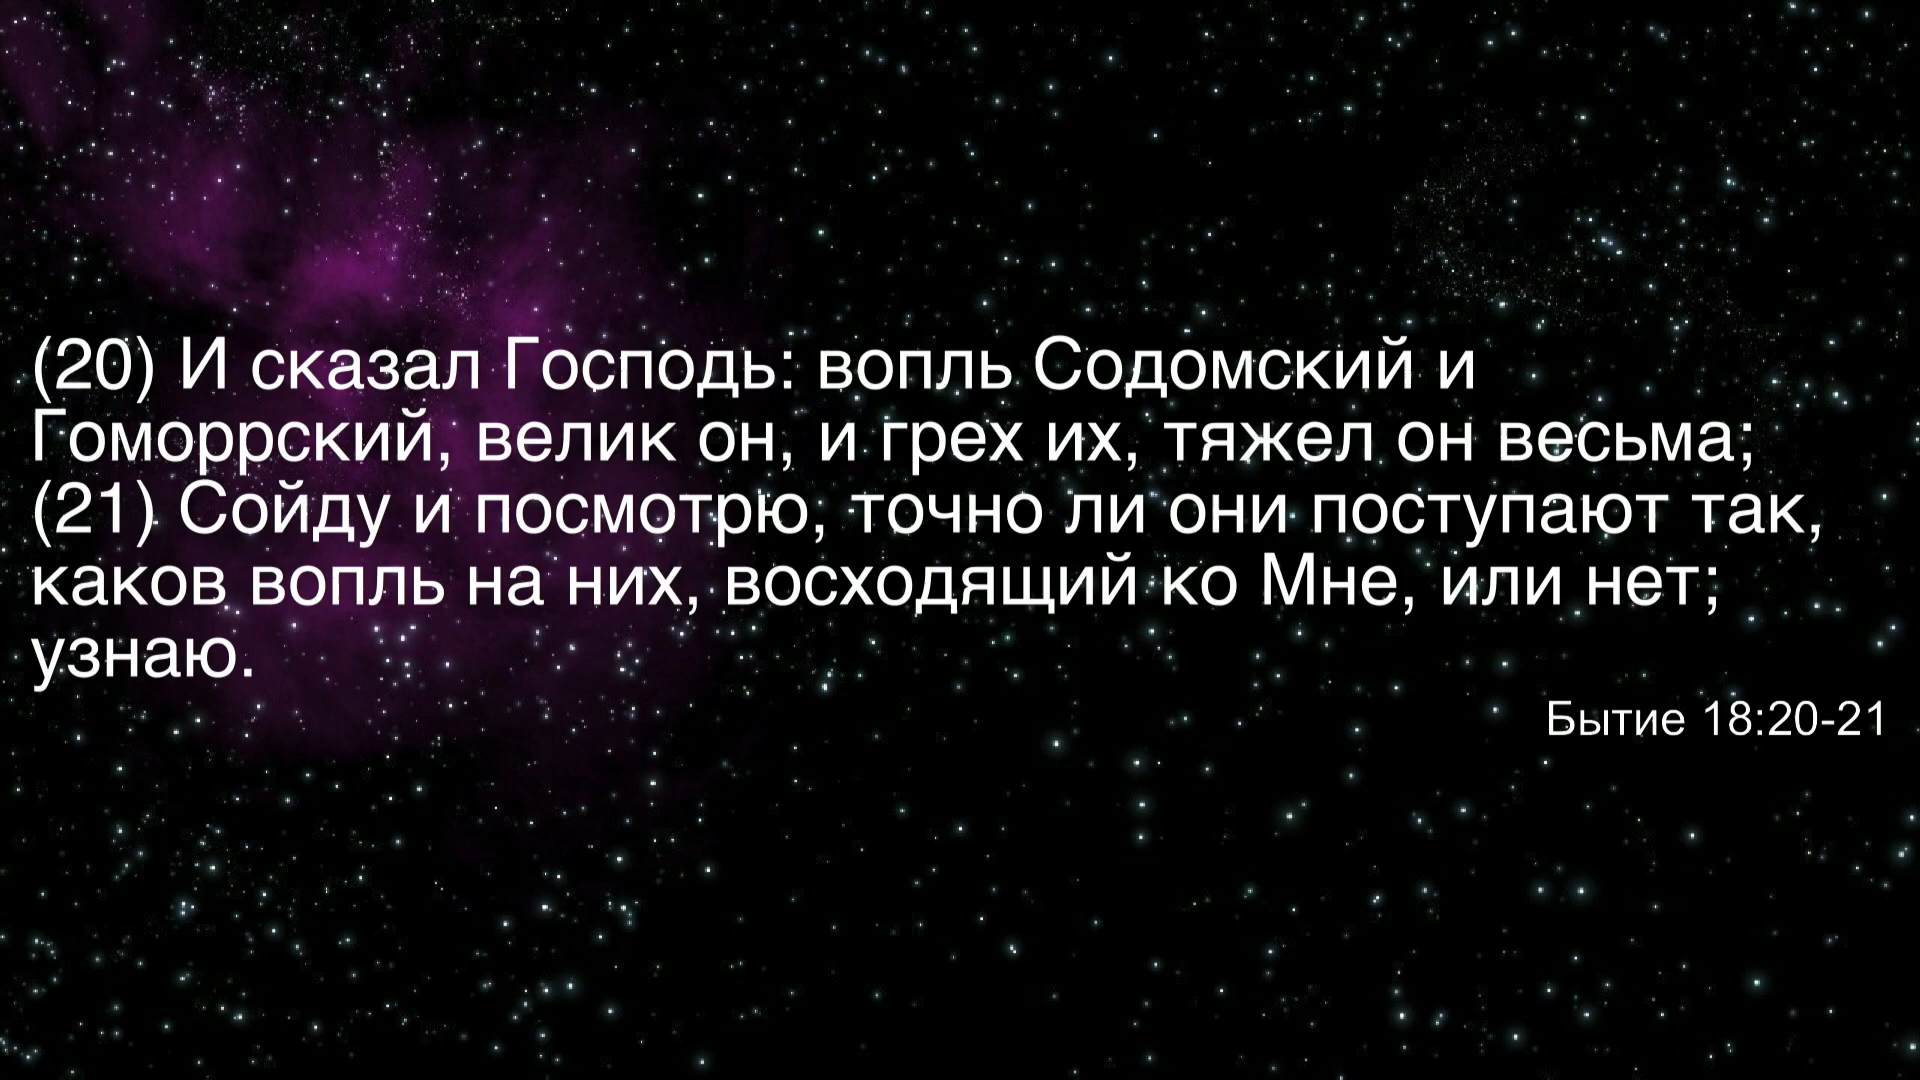 (20) И сказал Господь: вопль Содомский и
Гоморрский, велик он, и грех их, тяжел он весьма;
(21) Сойду и посмотрю, точно ли они поступают так,
каков вопль на них, восходящий ко Мне, или нет;
узнаю.
Бытие 18:20-21